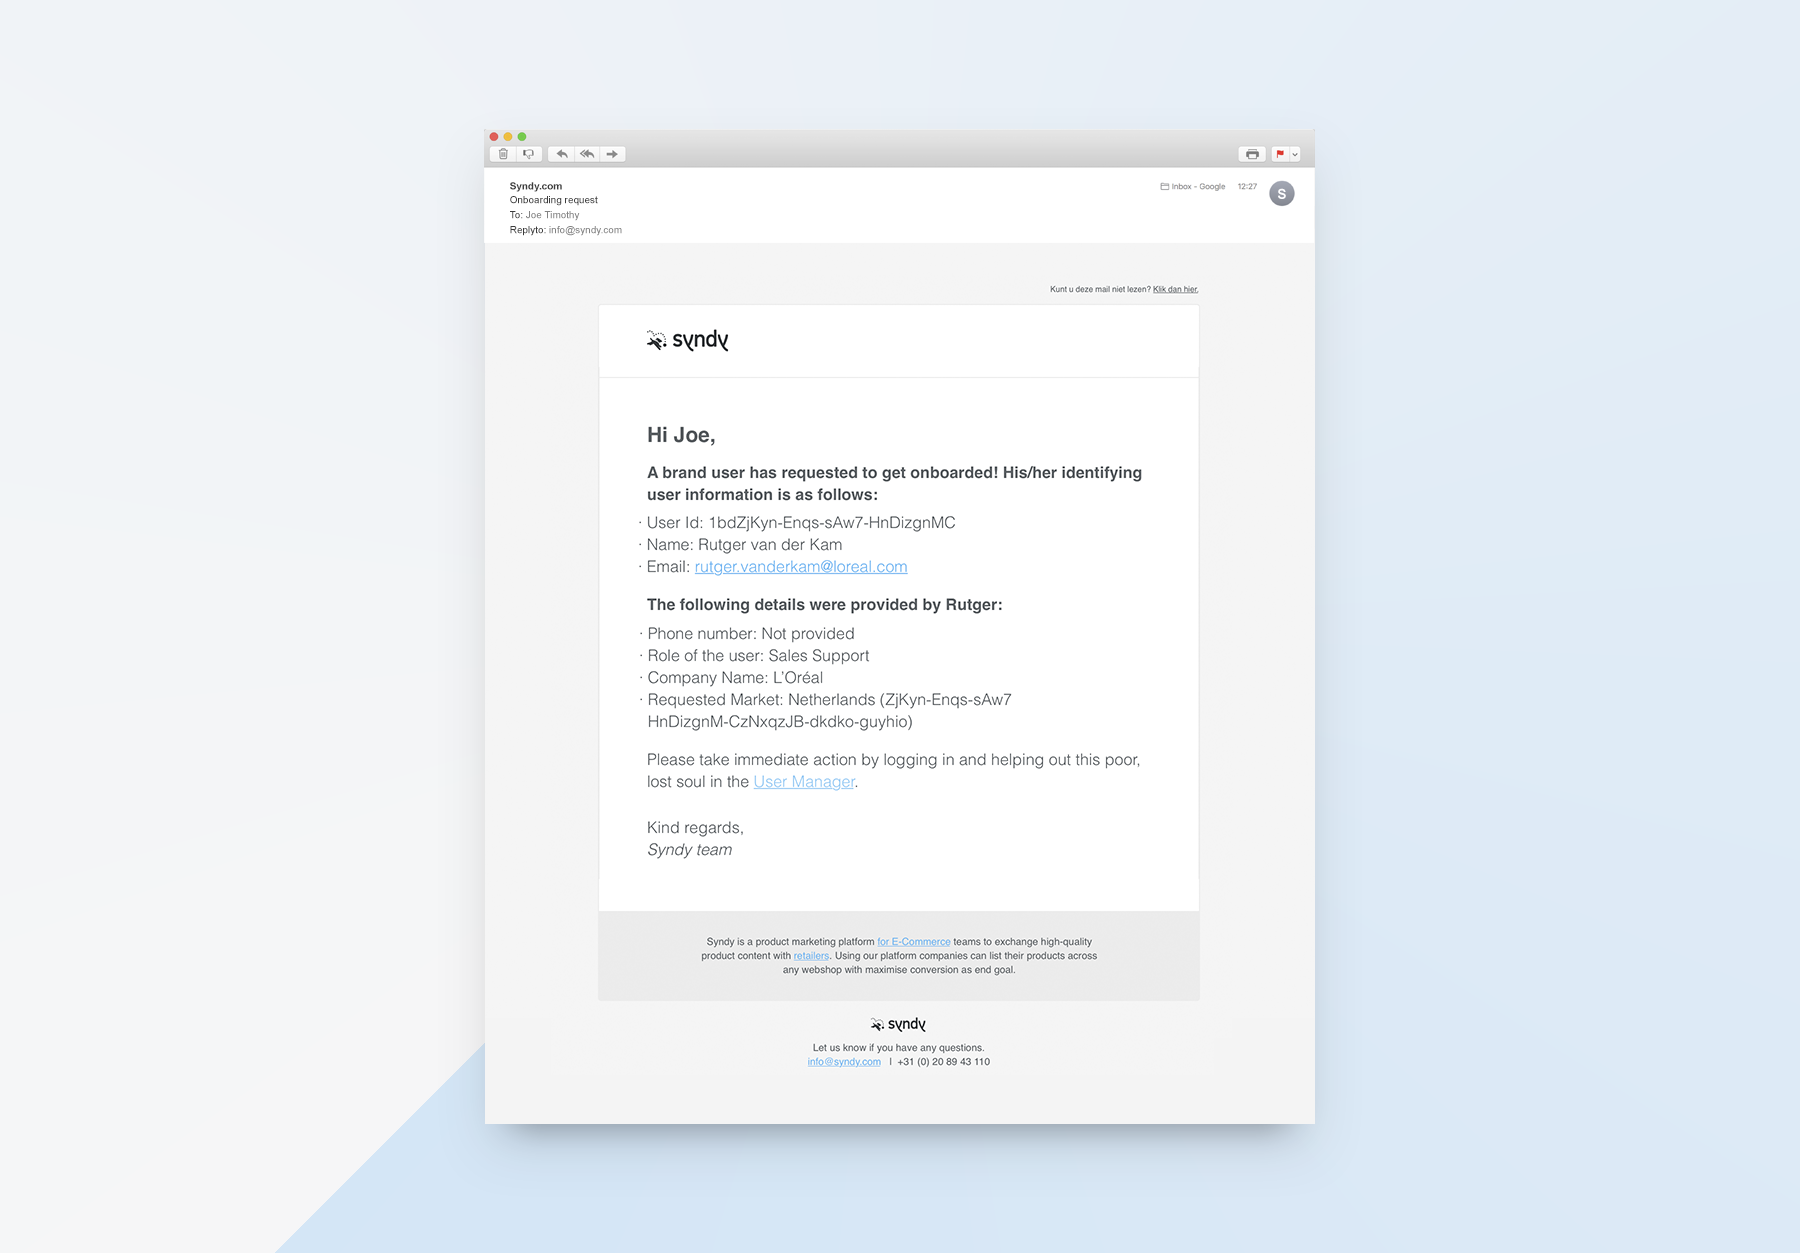 Syndy.com
Onboarding request
To: Joe Timothy
Replyto: info@syndy.com
Inbox - Google 12:27
S
Kunt u deze mail niet lezen? Klik dan hier.
syndy
Hi Joe,
A brand user has requested to get onboarded! His/her identifying
user information is as follows:
· User Id: 1bdZjKyn-Enqs-sAw7-HnDizgnMC
· Name: Rutger van der Kam
· Email: rutger.vanderkam@loreal.com
The following details were provided by Rutger:
· Phone number: Not provided
· Role of the user: Sales Support
· Company Name: L'Oréal
· Requested Market: Netherlands (ZjKyn-Enqs-sAw7
HnDizgnM-CzNxqzJB-dkdko-guyhio)
Please take immediate action by logging in and helping out this poor,
lost soul in the User Manager.
Kind regards,
Syndy team
Syndy is a product marketing platform for E-Commerce teams to exchange high-quality
product content with retailers. Using our platform companies can list their products across
any webshop with maximise conversion as end goal.
syndy
Let us know if you have any questions.
info@syndy.com | +31 (0) 20 89 43 110